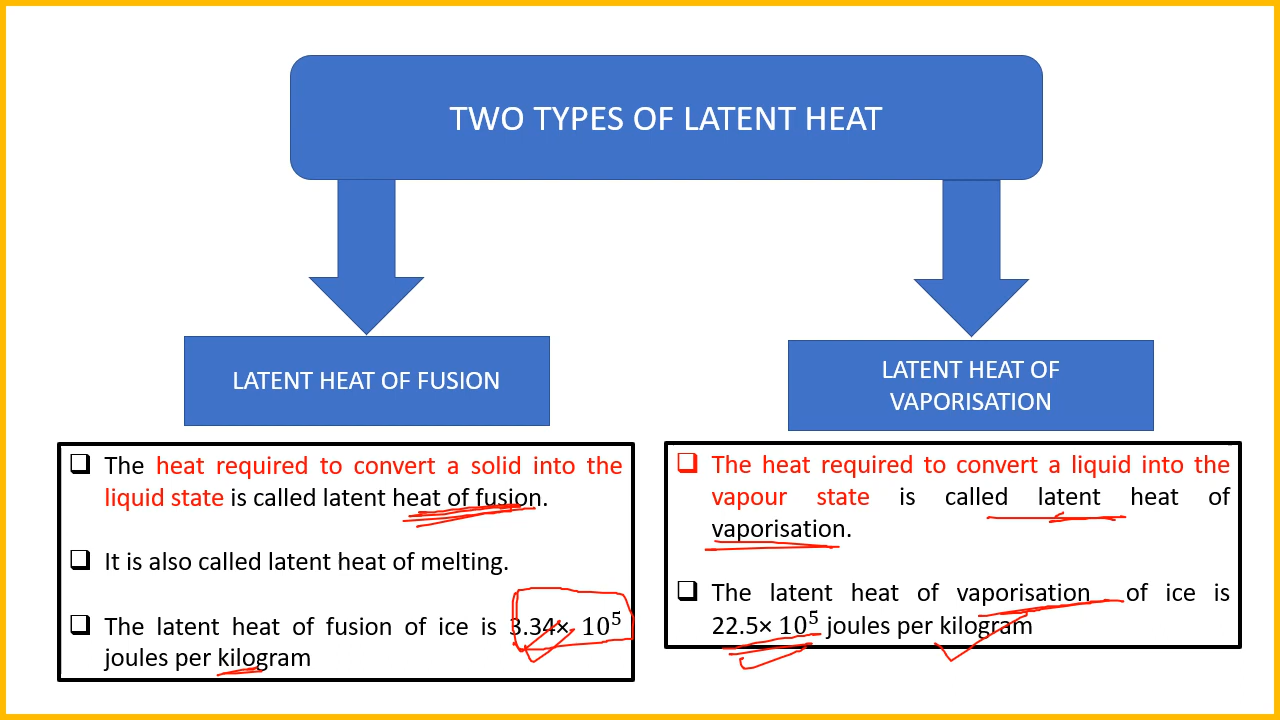 TWO TYPES OF LATENT HEAT
LATENT HEAT OF FUSION
The heat required to convert a solid into the
liquid state is called latent heat of fusion.
It is also called latent heat of melting.
The latent heat of fusion of ice is 3.34× 10⁵
joules per kilogram
LATENT HEAT OF
VAPORISATION
The heat required to convert a liquid into the
vapour state is called latent heat of
vaporisation.
The latent heat of vaporisation of ice is
22.5× 10⁵ joules per kilogram